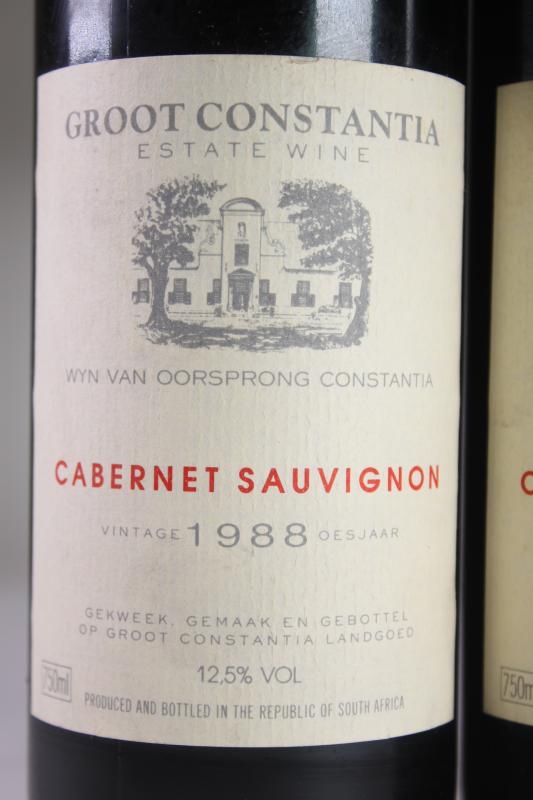 GROOT CONSTANTIA
ESTATE WINE
WYN VAN OORSPRONG CONSTANTIA
CABERNET SAUVIGNON
VINTAGE 1988 OESJAAR
GEKWEEK, GEMAAK EN GEBOTTEL
OP GROOT CONSTANTIA LANDGOED
12,5% VOL
750ml
PRODUCED AND BOTTLED IN THE REPUBLIC OF SOUTH AFRICA
C
750m